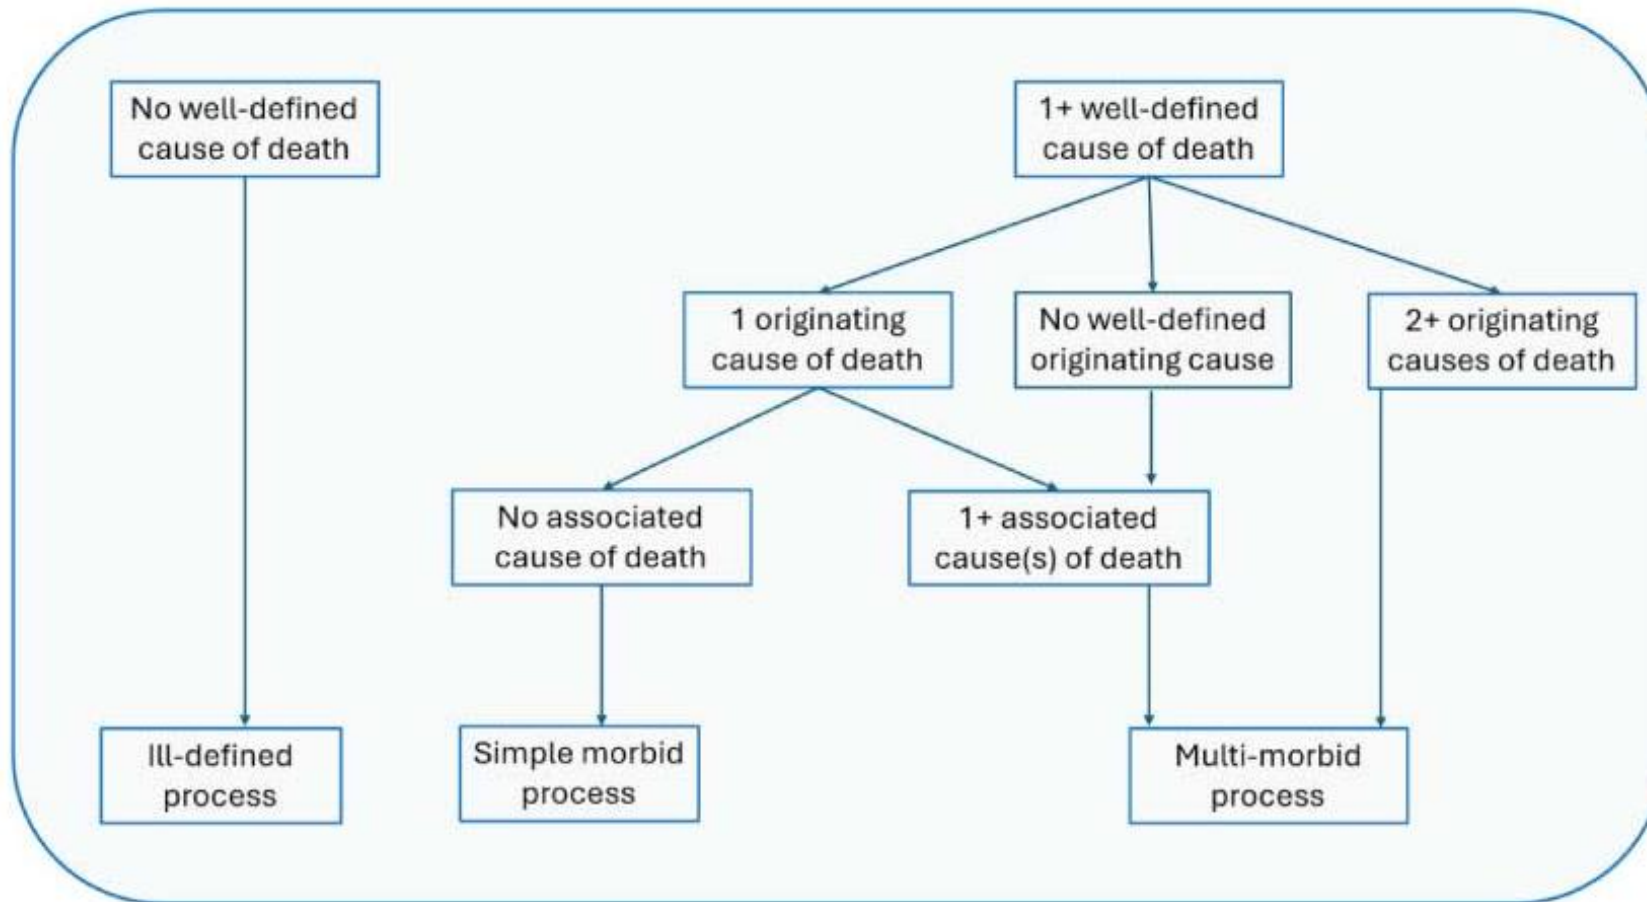 No well-defined
cause of death
1+ well-defined
cause of death
1 originating
cause of death
No well-defined
originating cause
2+ originating
causes of death
No associated
cause of death
1+ associated
cause(s) of death
Ill-defined
process
Simple morbid
process
Multi-morbid
process